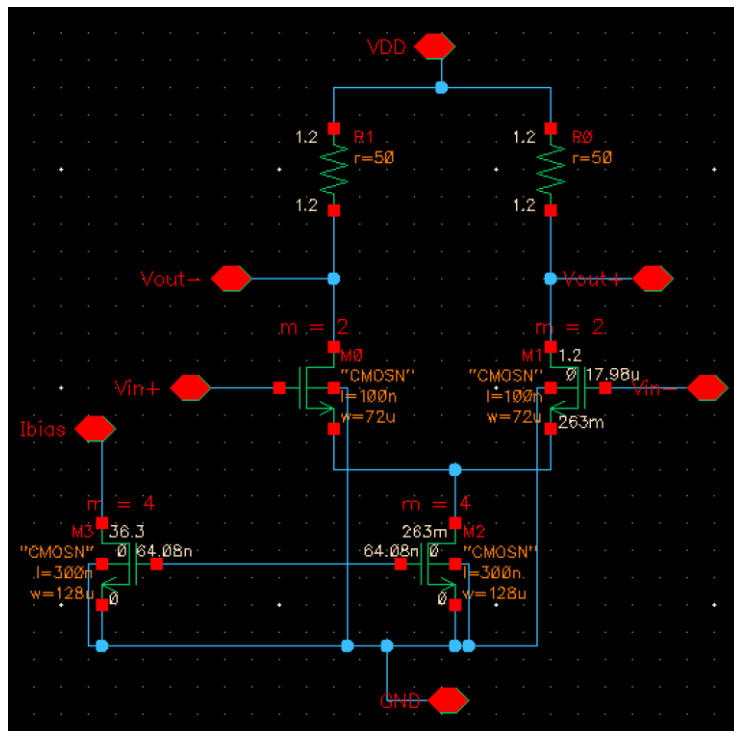 VDD
1.2 R1
r=50
1.2
1.2 R0
r=50
1.2
Vout-
Vout+
m = 2
M0
"CMOSN"
l=100n
w=72u
Vin+
m = 2
M1
1.2
0 17.98u
"CMOSN"
l=100n
w=72u
263m
Vin-
Ibias
m = 4
M3 36.3
"CMOSN" 0 64.08n
l=300n
w=128u 0
m = 4
263m M2
64.08n 0 "CMOSN"
l=300n
0 w=128u
GND